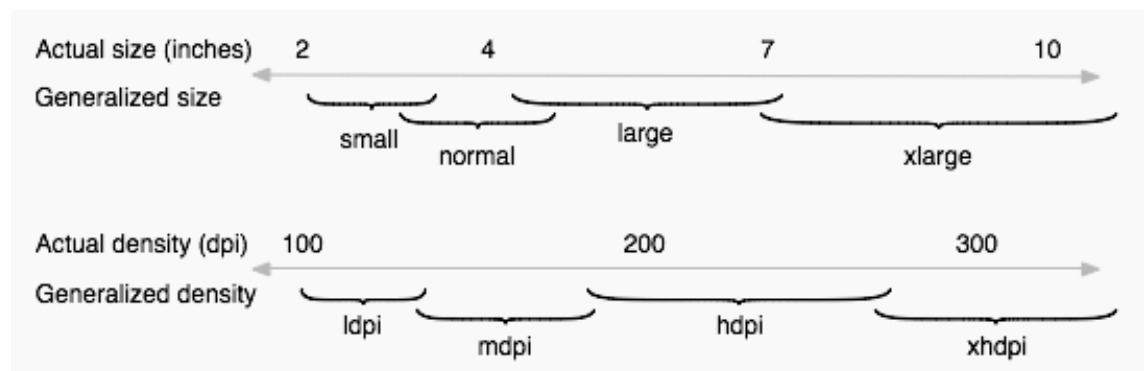 Actual size (inches) 2 4 7 10
Generalized size
small normal large xlarge
Actual density (dpi) 100 200 300
Generalized density
ldpi mdpi hdpi xhdpi